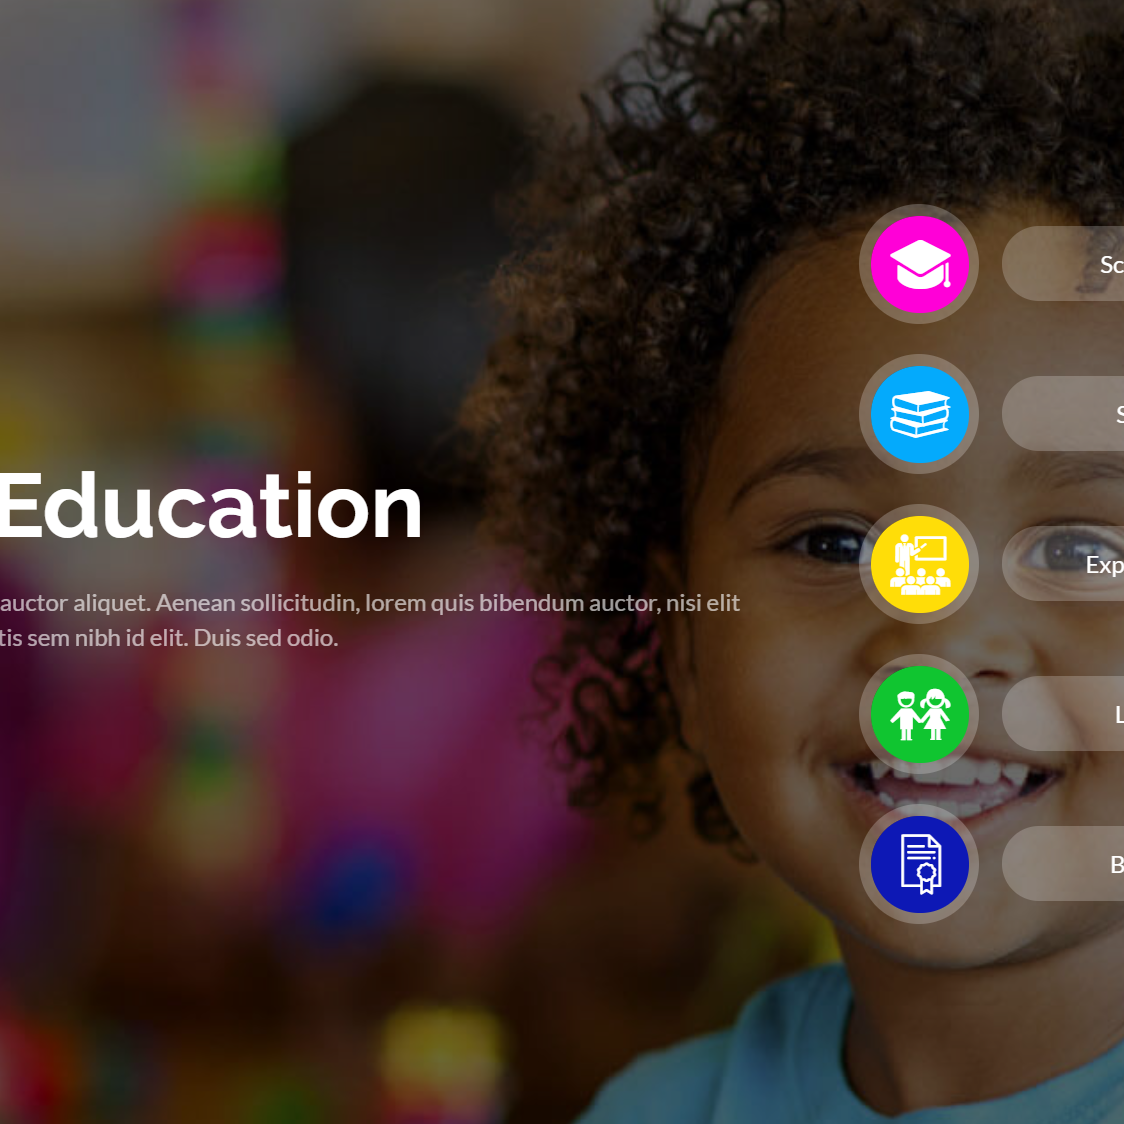 Education
auctor aliquet. Aenean sollicitudin, lorem quis bibendum auctor, nisi elit
tis sem nibh id elit. Duis sed odio.
Sc
S
Exp
L
B